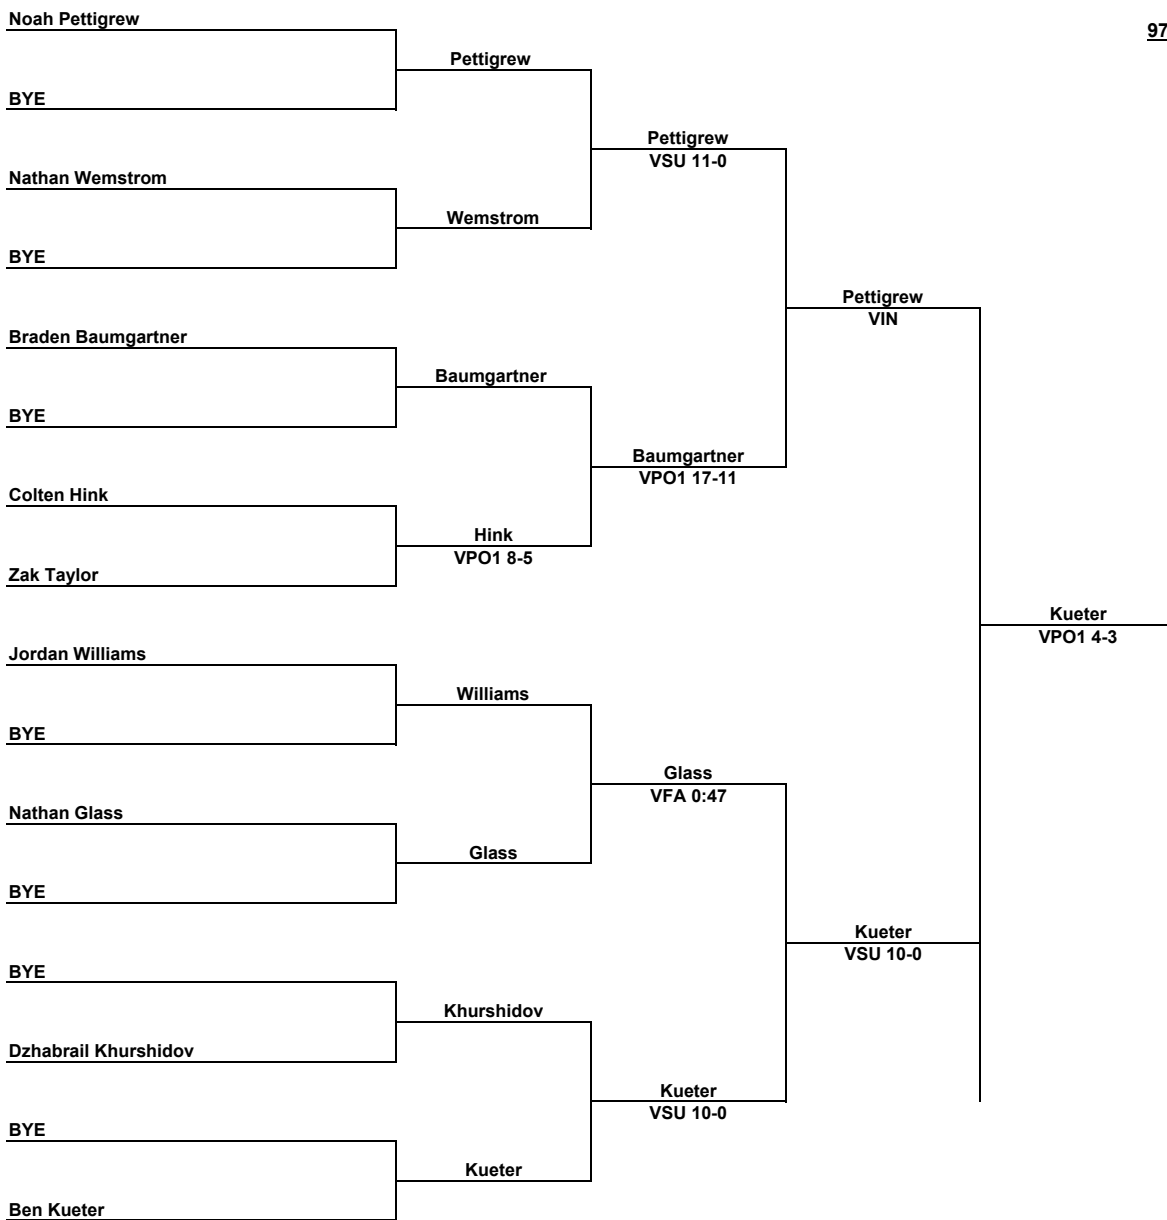 Noah Pettigrew
97
Pettigrew
BYE
Pettigrew
VSU 11-0
Nathan Wemstrom
Wemstrom
BYE
Pettigrew
VIN
Braden Baumgartner
Baumgartner
BYE
Baumgartner
VPO1 17-11
Colten Hink
Hink
VPO1 8-5
Zak Taylor
Kueter
VPO1 4-3
Jordan Williams
Williams
BYE
Glass
VFA 0:47
Nathan Glass
Glass
BYE
Kueter
VSU 10-0
BYE
Khurshidov
Dzhabrail Khurshidov
Kueter
VSU 10-0
BYE
Kueter
Ben Kueter